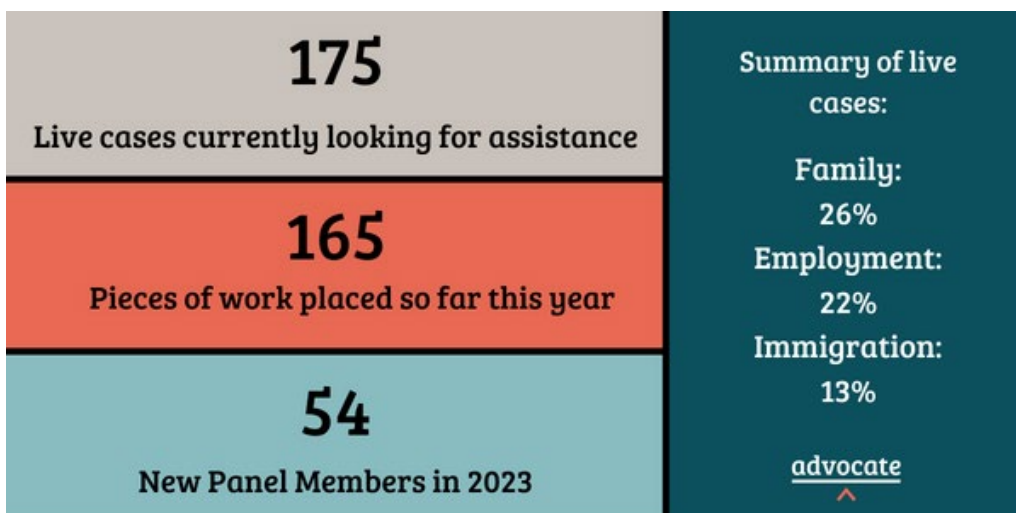 175
Live cases currently looking for assistance
165
Pieces of work placed so far this year
54
New Panel Members in 2023
Summary of live
cases:
Family:
26%
Employment:
22%
Immigration:
13%
advocate